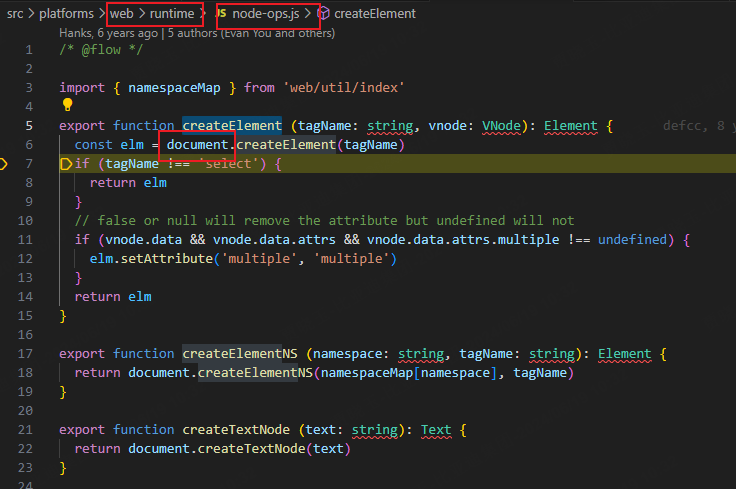 src > platforms > web > runtime > JS node-ops.js > createElement
Hanks, 6 years ago | 5 authors (Evan You and others)
1 /* @flow */
2
3 import { namespaceMap } from 'web/util/index'
4
5 export function createElement (tagName: string, vnode: VNode): Element { defcc, 8 y
6 const elm = document.createElement(tagName)
7 if (tagName !== 'select') {
8 return elm
9 }
10 // false or null will remove the attribute but undefined will not
11 if (vnode.data && vnode.data.attrs && vnode.data.attrs.multiple !== undefined) {
12 elm.setAttribute('multiple', 'multiple')
13 }
14 return elm
15 }
16
17 export function createElementNS (namespace: string, tagName: string): Element {
18 return document.createElementNS(namespaceMap[namespace], tagName)
19 }
20
21 export function createTextNode (text: string): Text {
22 return document.createTextNode(text)
23 }
24